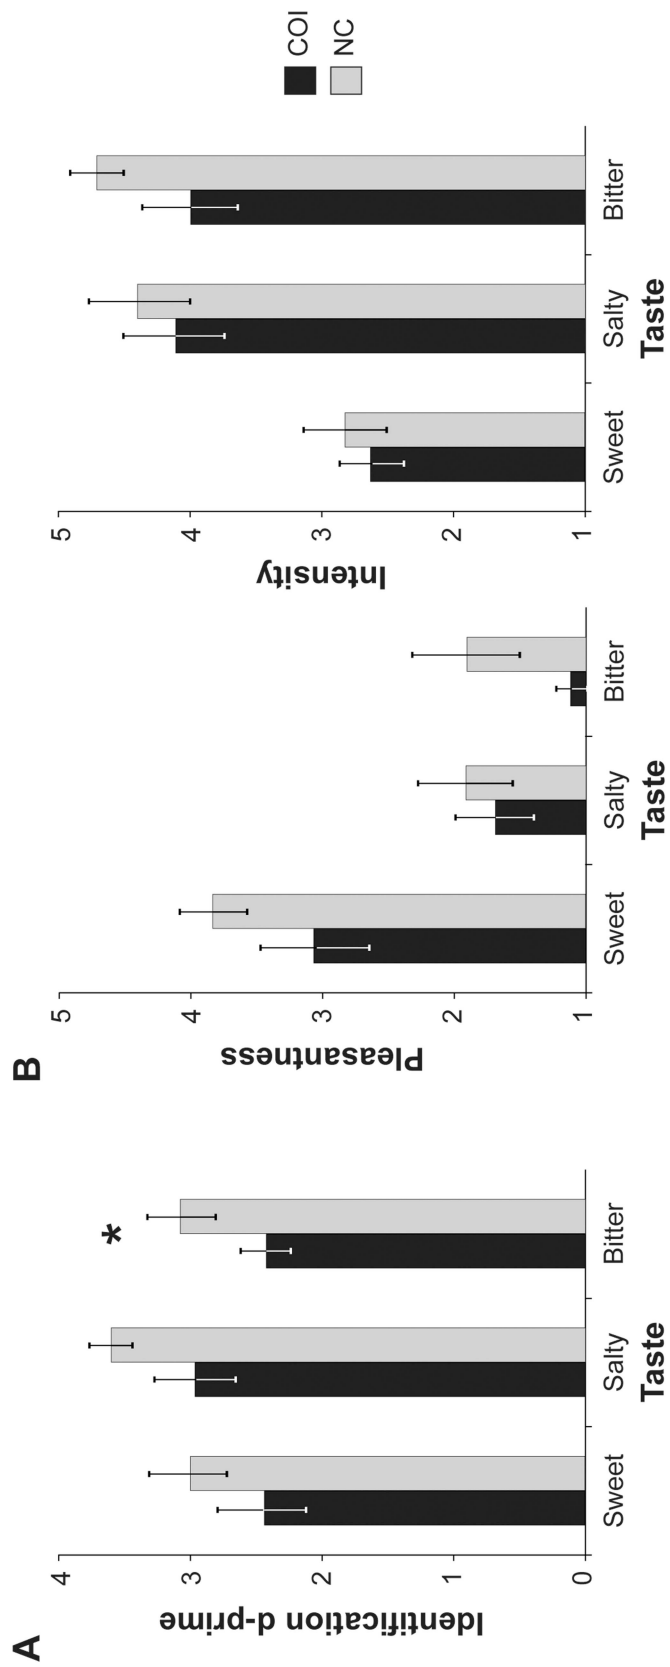 A
Identification d-prime
4
3
2
1
0
Sweet
Salty
Bitter
*
Taste
B
Pleasantness
5
4
3
2
1
Sweet
Salty
Bitter
Taste
Intensity
5
4
3
2
1
Sweet
Salty
Bitter
Taste
COI
NC